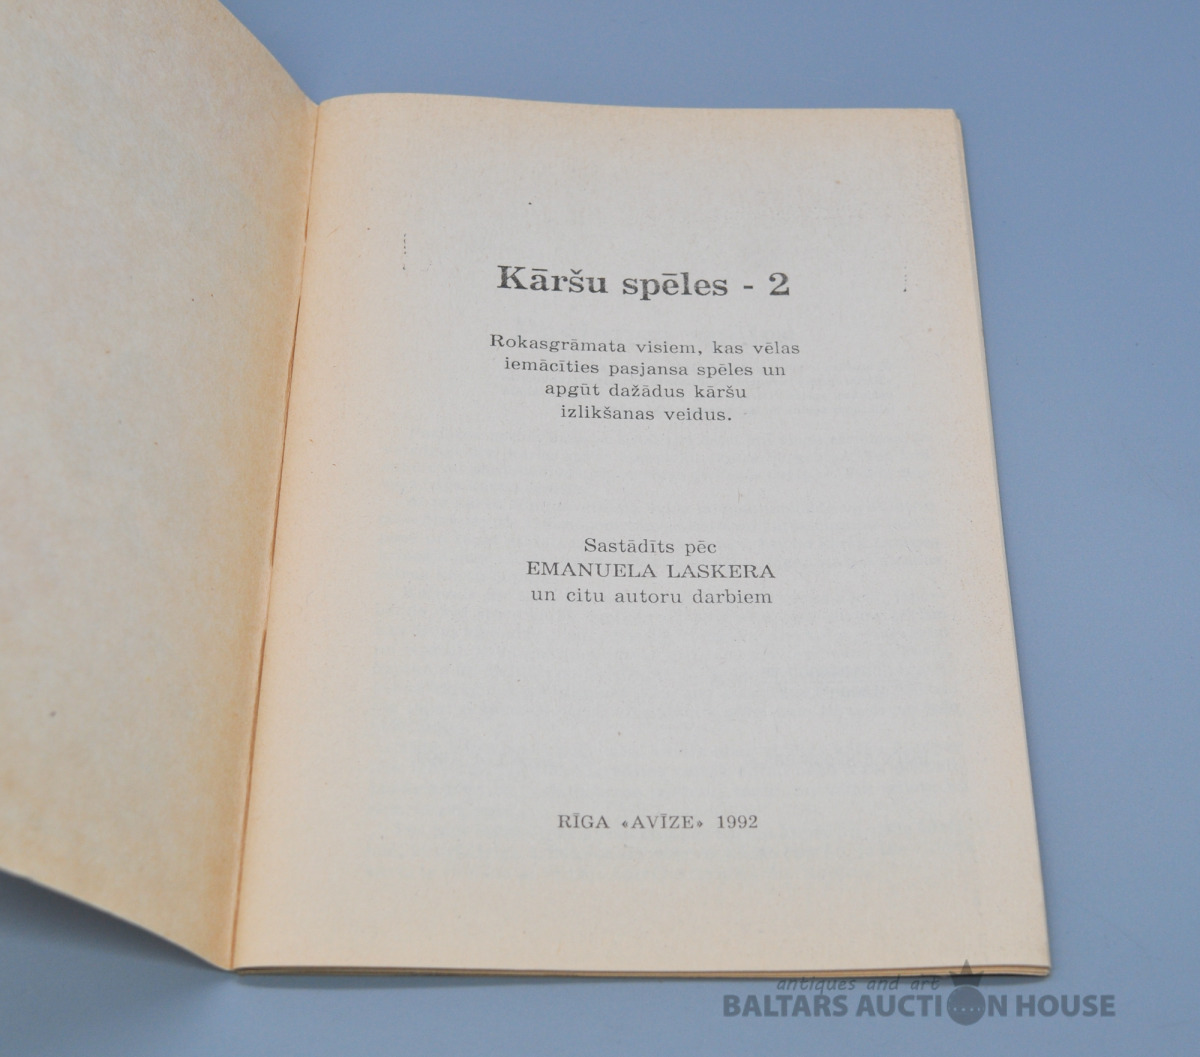 Kāršu spēles - 2
Rokasgrāmata visiem, kas vēlas
iemācīties pasjansa spēles un
apgūt dažādus kāršu
izlikšanas veidus.
Sastādīts pēc
EMANUELA LASKERA
un citu autoru darbiem
RĪGA «AVĪZE» 1992
antiques and art
BALTARS AUCTION HOUSE